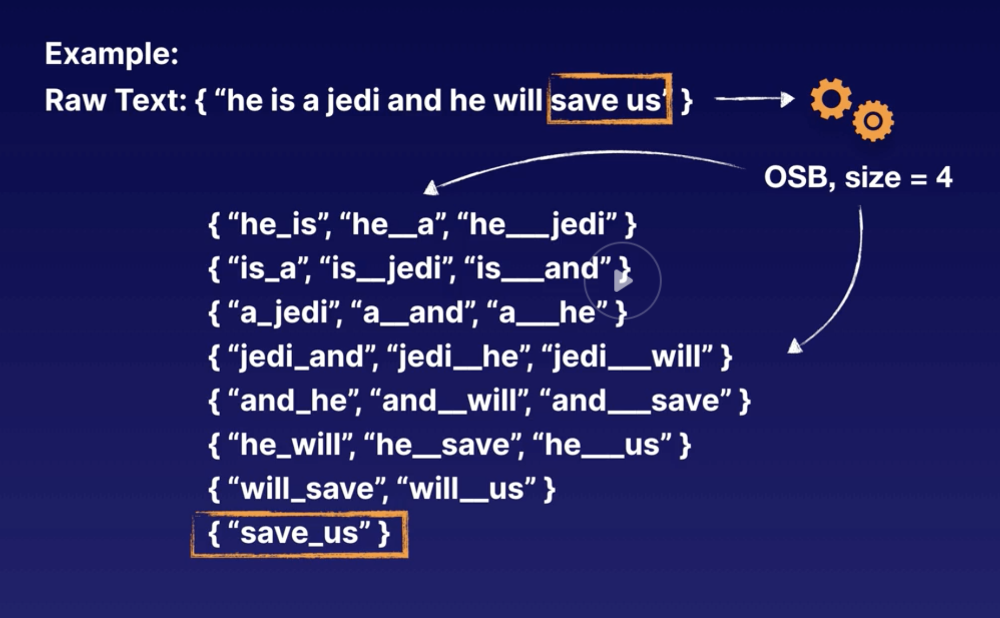 Example:
Raw Text: { “he is a jedi and he will save us’ }
OSB, size = 4
{ “he_is”, “he__a”, “he___jedi” }
{ “is_a”, “is__jedi”, “is___and” }
{ “a_jedi”, “a__and”, “a___he” }
{ “jedi_and”, “jedi__he”, “jedi___will” }
{ “and_he”, “and__will”, “and___save” }
{ “he_will”, “he__save”, “he___us” }
{ “will_save”, “will__us” }
{ “save_us” }